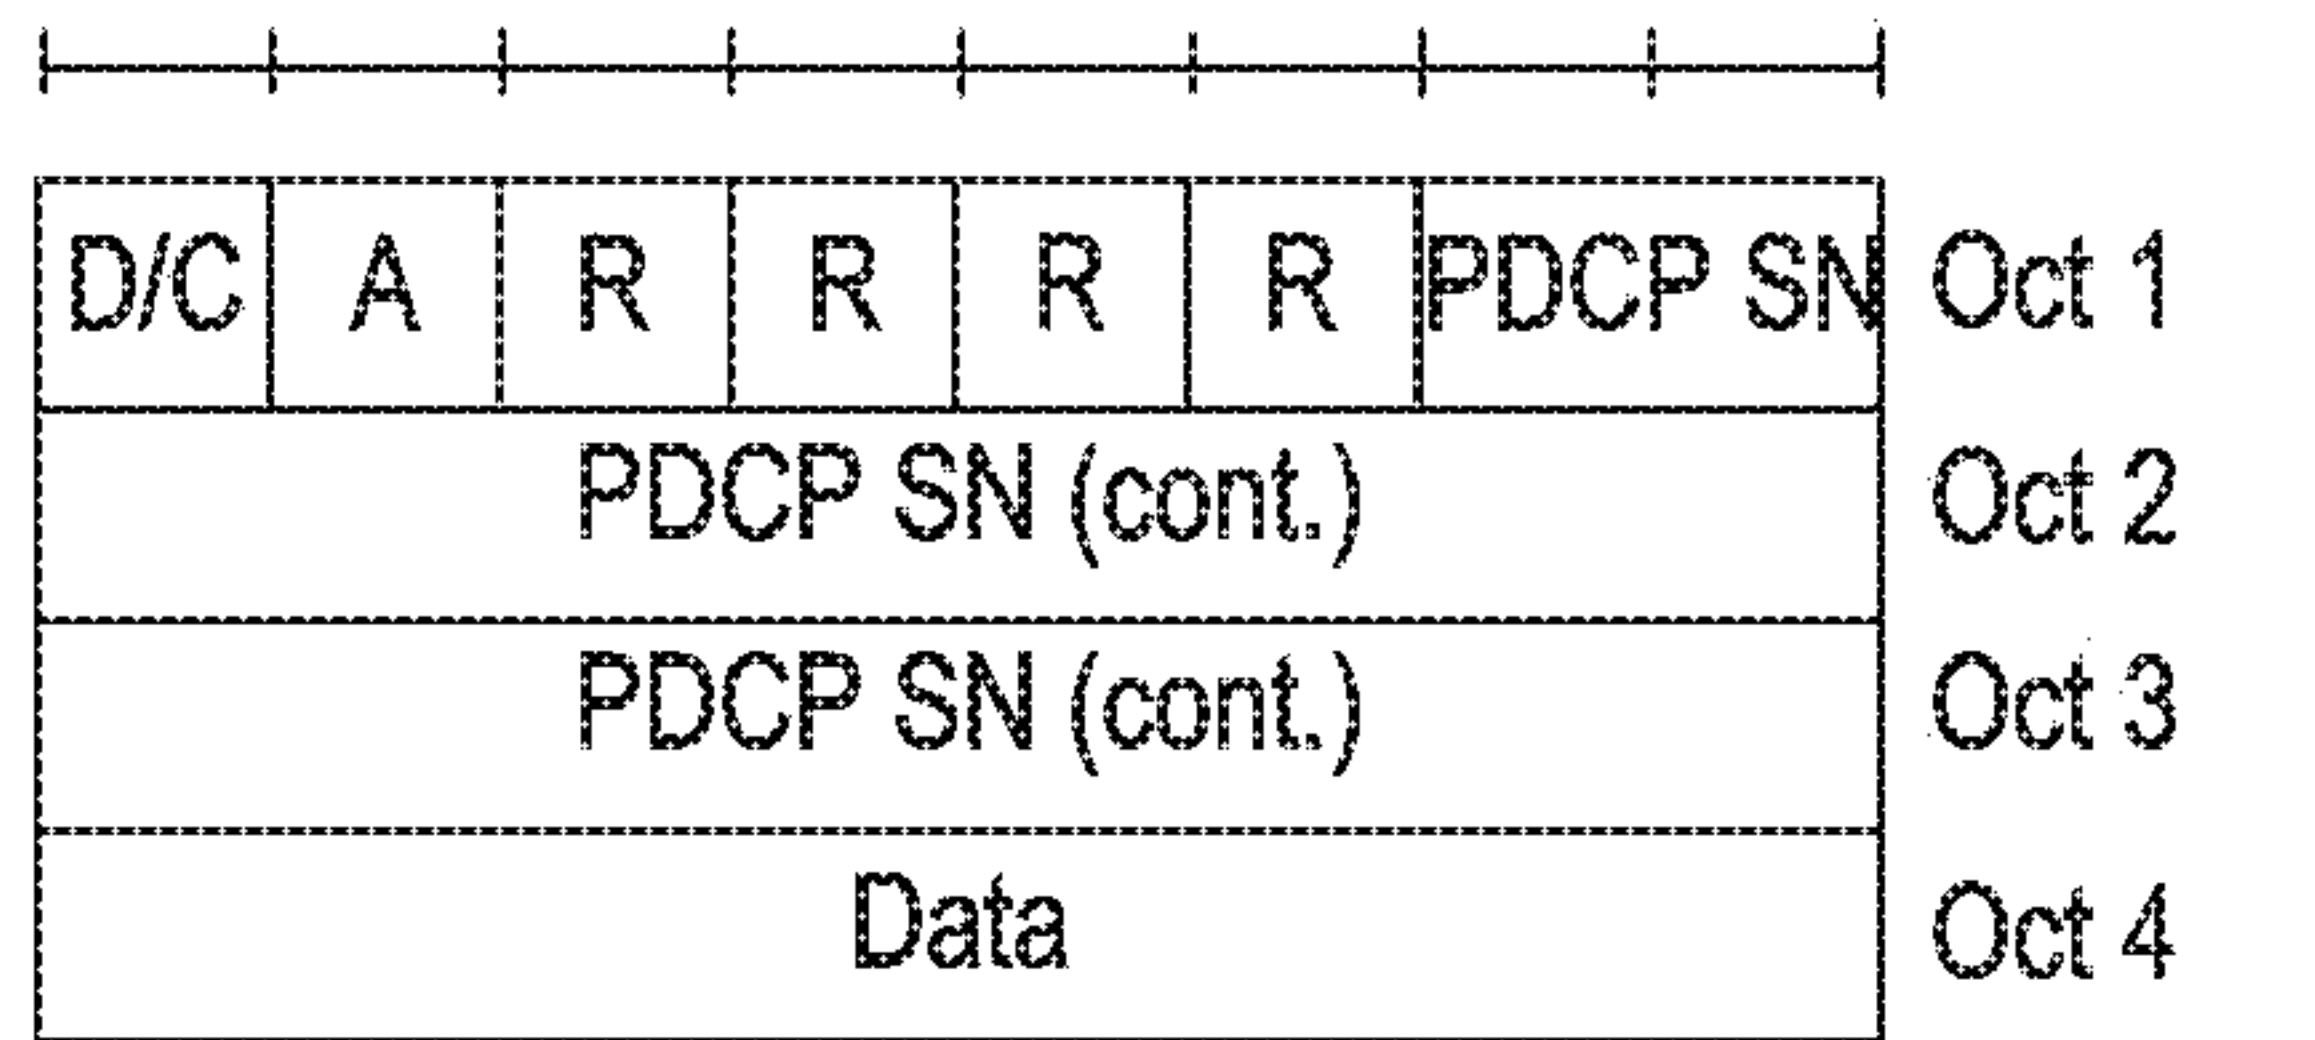 D/C A R R R R PDCP SN Oct 1
PDCP SN (cont.) Oct 2
PDCP SN (cont.) Oct 3
Data Oct 4